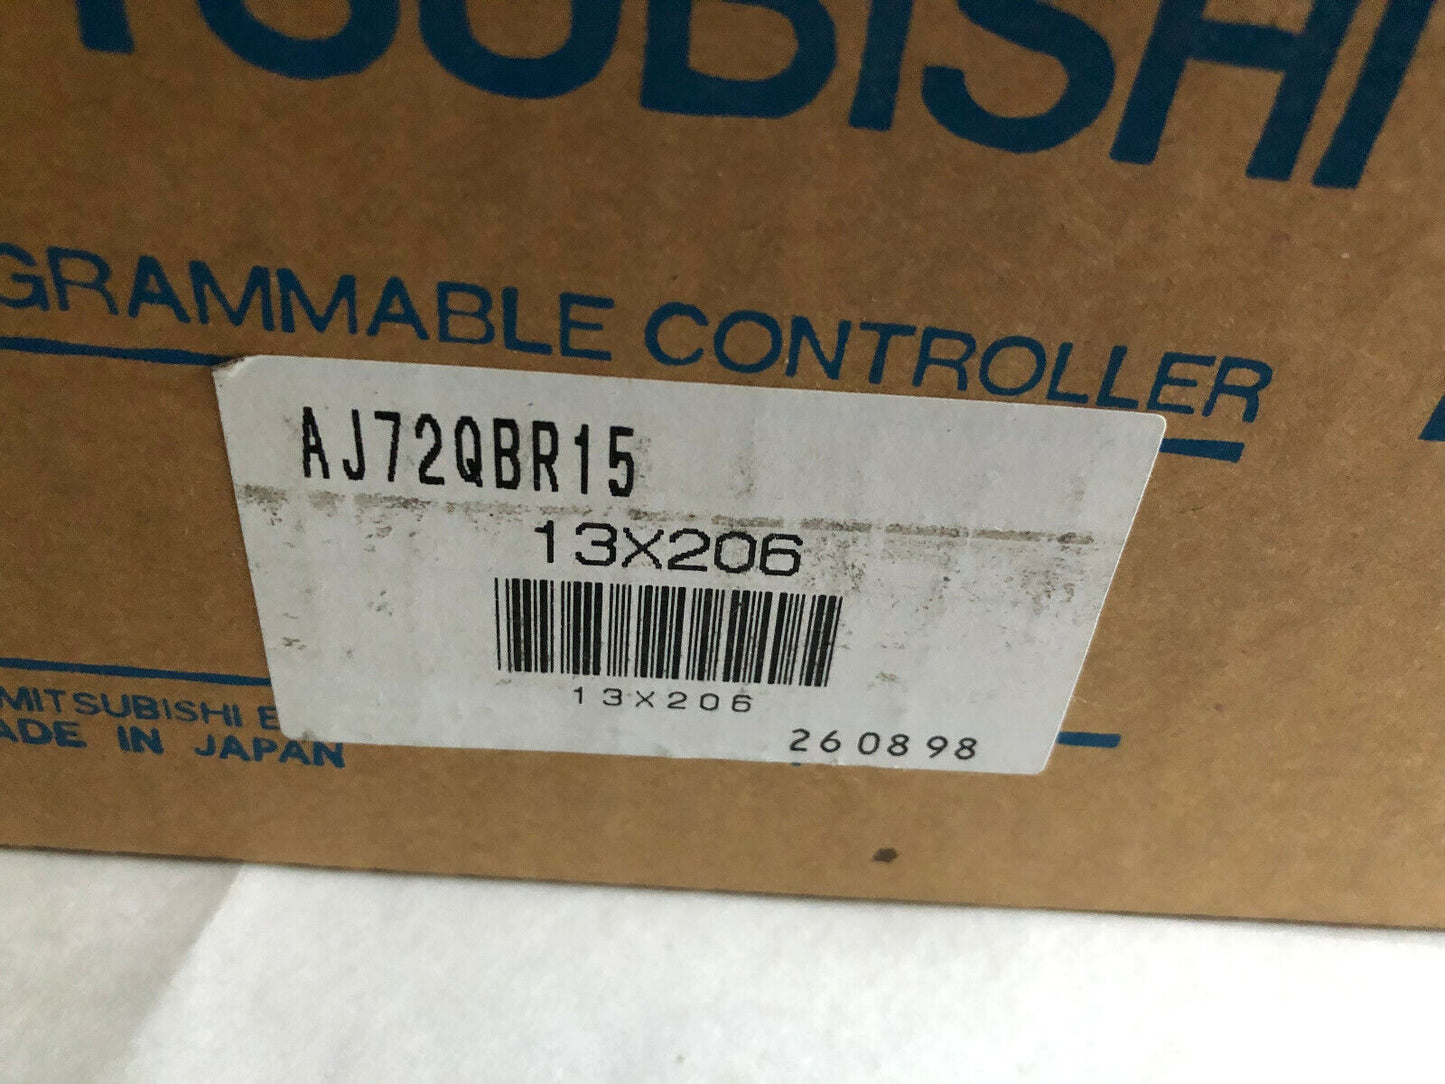 TSUBISHI
GRAMMABLE CONTROLLER
AJ72QBR15
13X206
13X206
260898
MITSUBISHI E
ADE IN JAPAN